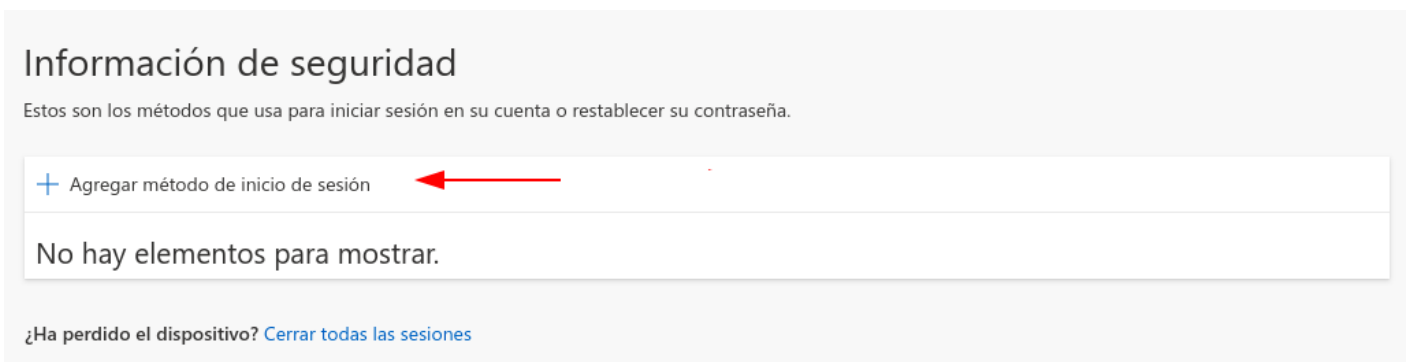 Información de seguridad
Estos son los métodos que usa para iniciar sesión en su cuenta o restablecer su contraseña.
Agregar método de inicio de sesión
No hay elementos para mostrar.
¿Ha perdido el dispositivo? Cerrar todas las sesiones